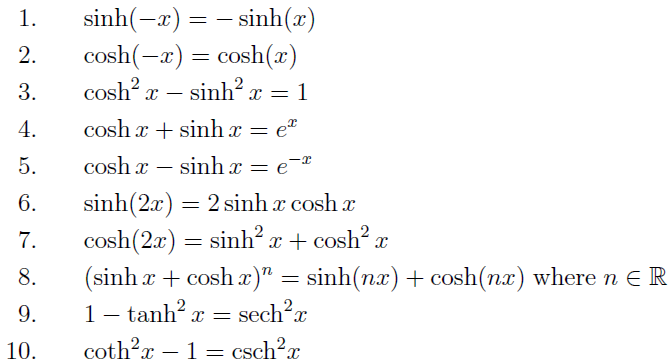 1. sinh(−x) = − sinh(x)
2. cosh(−x) = cosh(x)
3. cosh² x − sinh² x = 1
4. cosh x + sinh x = eˣ
5. cosh x − sinh x = e⁻ˣ
6. sinh(2x) = 2 sinh x cosh x
7. cosh(2x) = sinh² x + cosh² x
8. (sinh x + cosh x)ⁿ = sinh(nx) + cosh(nx) where n ∈ ℝ
9. 1 − tanh² x = sech²x
10. coth²x − 1 = csch²x